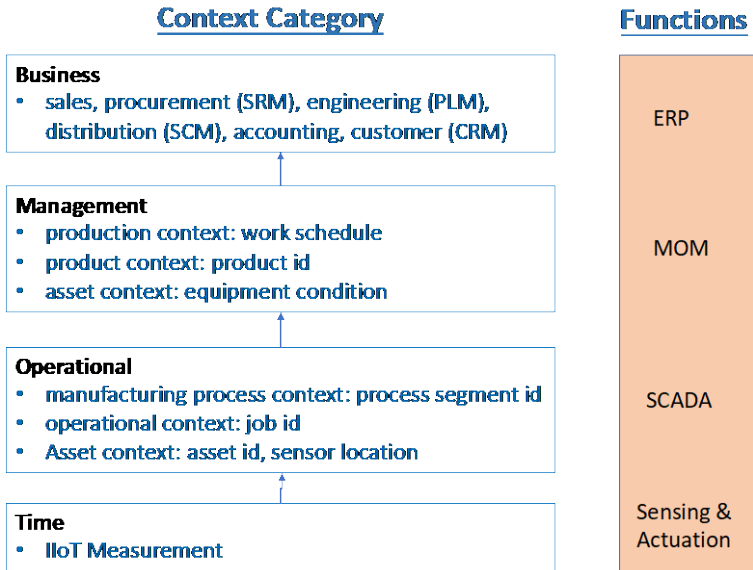 Context Category
Functions
Business
• sales, procurement (SRM), engineering (PLM),
distribution (SCM), accounting, customer (CRM)
ERP
Management
• production context: work schedule
• product context: product id
• asset context: equipment condition
MOM
Operational
• manufacturing process context: process segment id
• operational context: job id
• Asset context: asset id, sensor location
SCADA
Time
• IIoT Measurement
Sensing &
Actuation